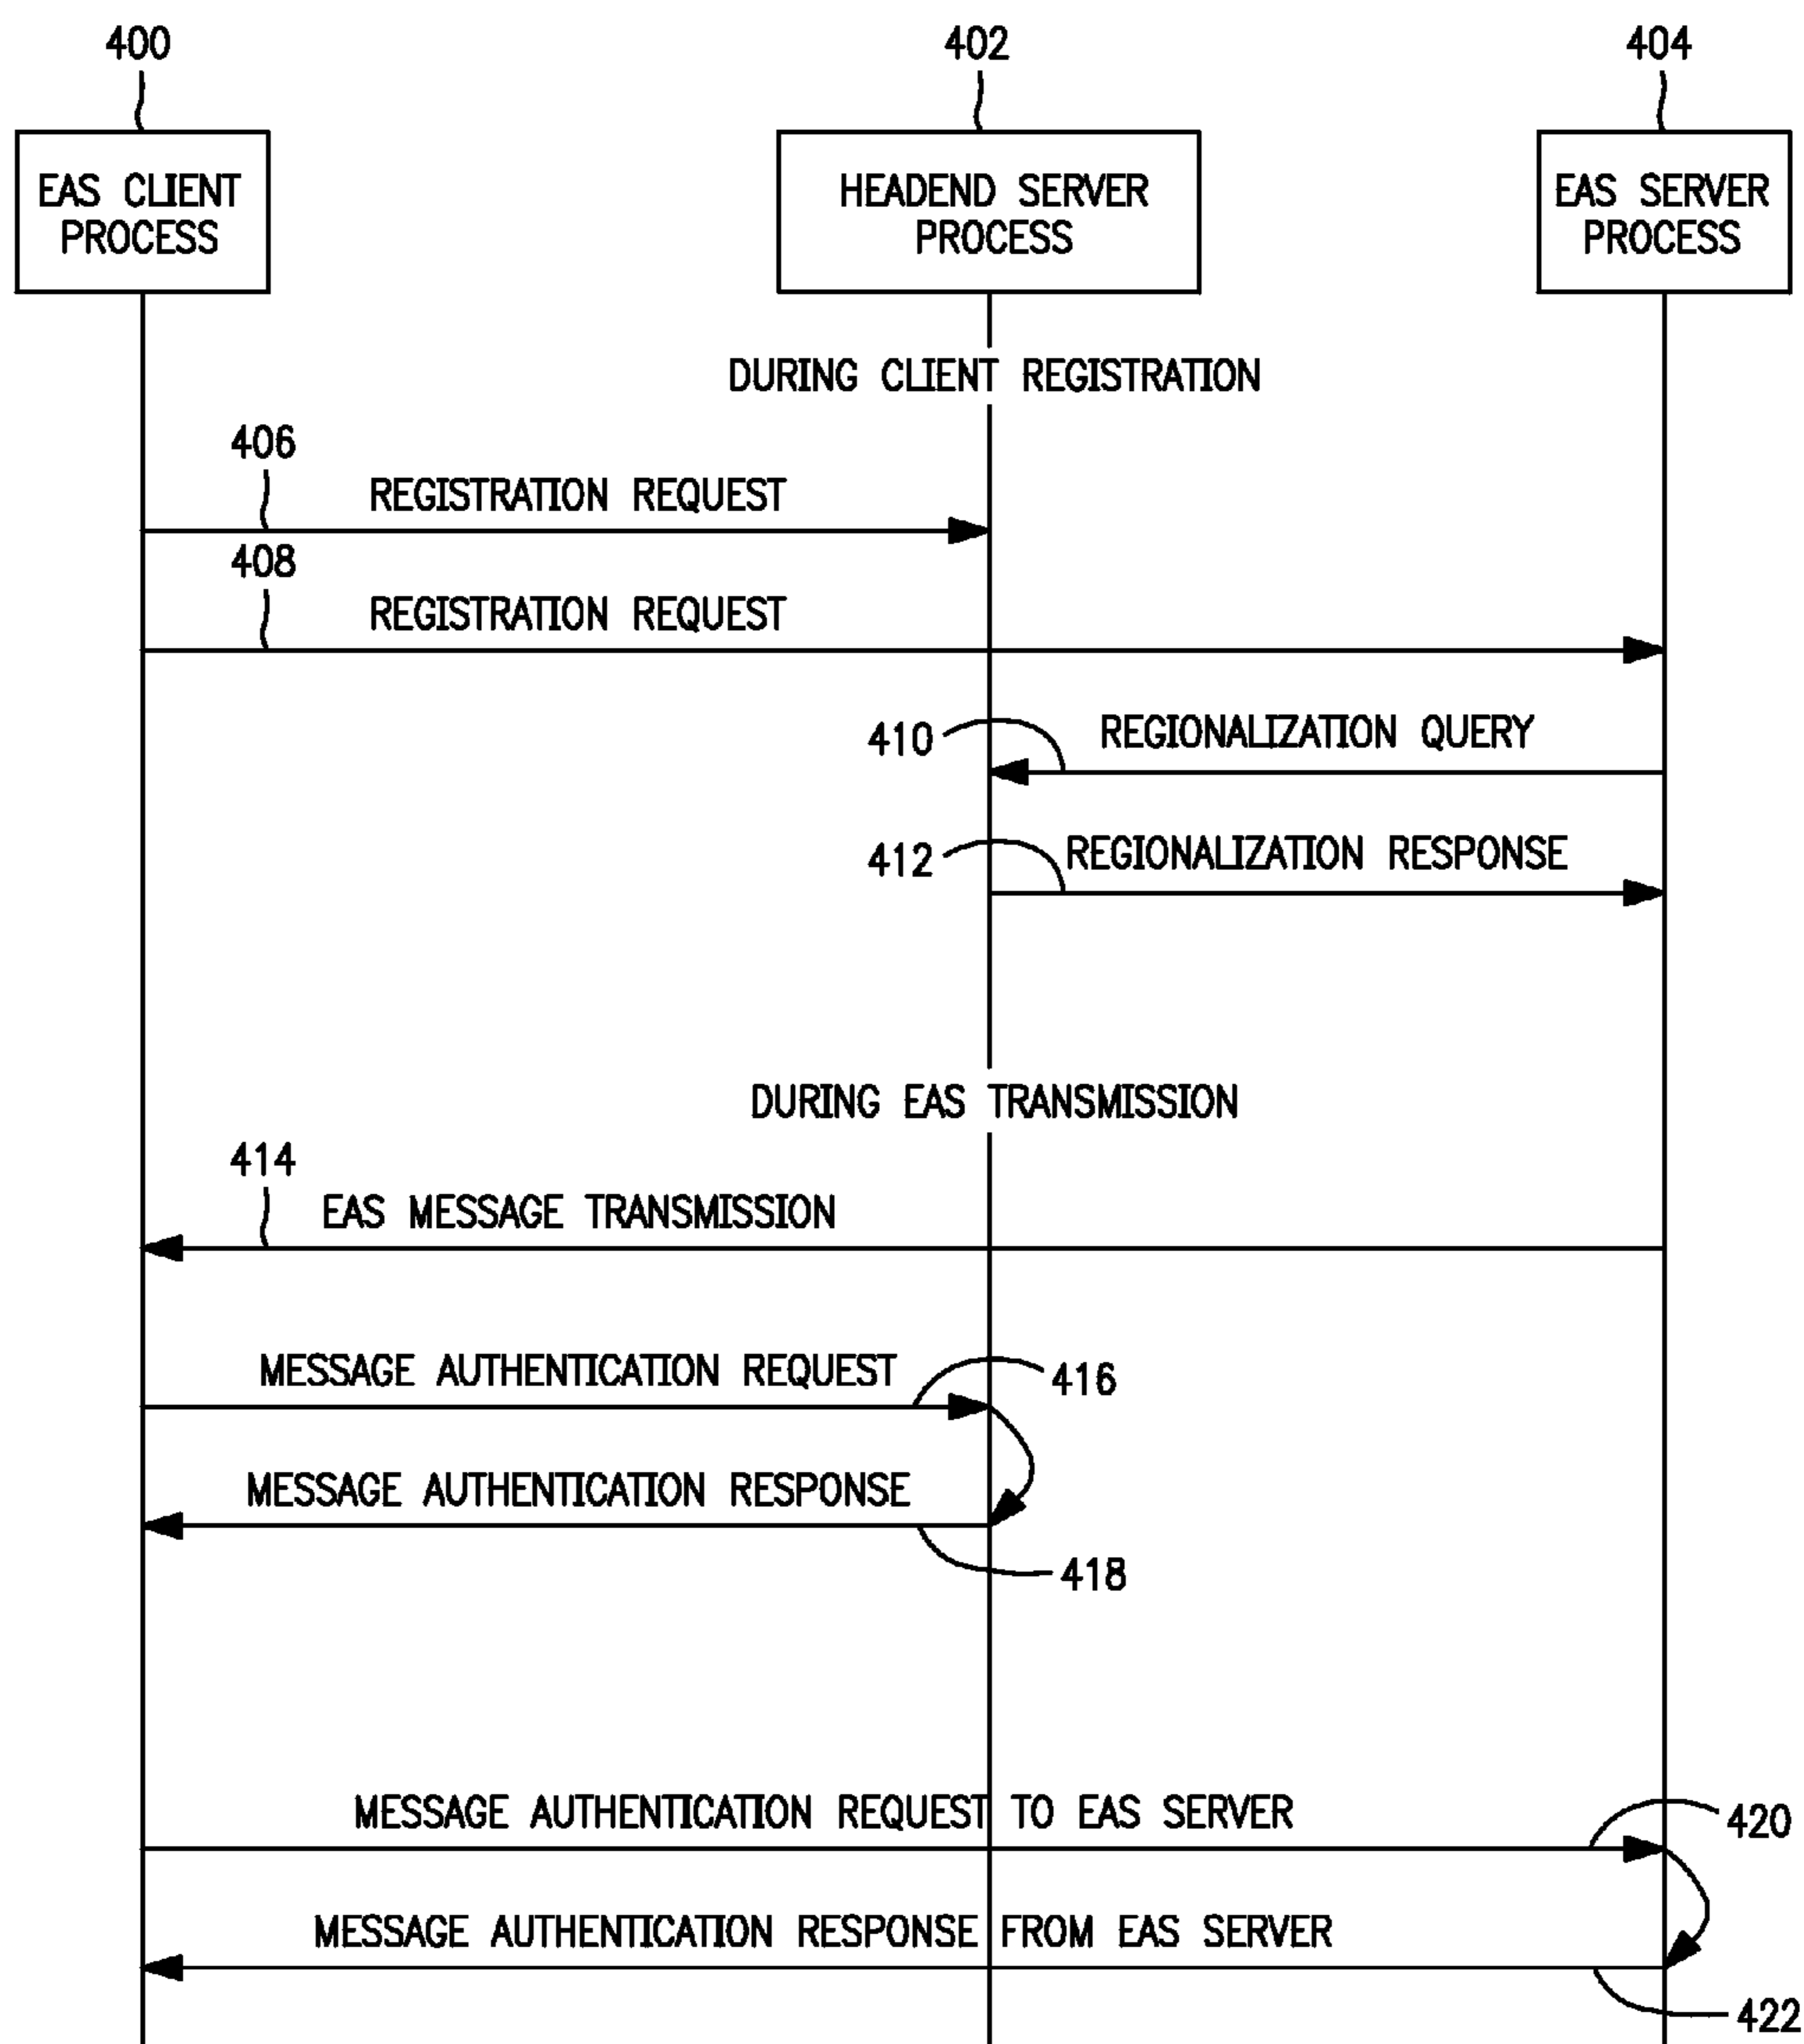 400
402
404
EAS CLIENT
PROCESS
HEADEND SERVER
PROCESS
EAS SERVER
PROCESS
DURING CLIENT REGISTRATION
406
REGISTRATION REQUEST
408
REGISTRATION REQUEST
410
REGIONALIZATION QUERY
412
REGIONALIZATION RESPONSE
DURING EAS TRANSMISSION
414
EAS MESSAGE TRANSMISSION
MESSAGE AUTHENTICATION REQUEST
416
MESSAGE AUTHENTICATION RESPONSE
418
MESSAGE AUTHENTICATION REQUEST TO EAS SERVER
420
MESSAGE AUTHENTICATION RESPONSE FROM EAS SERVER
422